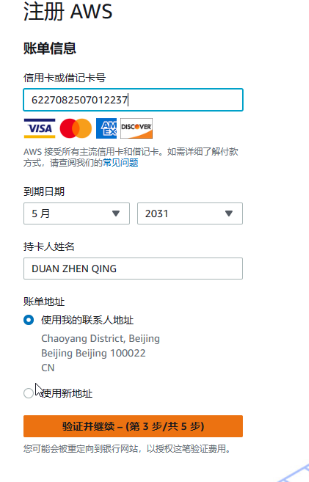 注册 AWS
账单信息
信用卡或借记卡号
6227082507012237
VISA AM EX DISCOVER
AWS 接受所有主流信用卡和借记卡。如需详细了解付款
方式，请查阅我们的常见问题
到期日期
5 月 2031
持卡人姓名
DUAN ZHEN QING
账单地址
使用我的联系人地址
Chaoyang District, Beijing
Beijing Beijing 100022
CN
使用新地址
验证并继续 – (第 3 步/共 5 步)
您可能会被重定向到银行网站，以授权这笔验证费用。